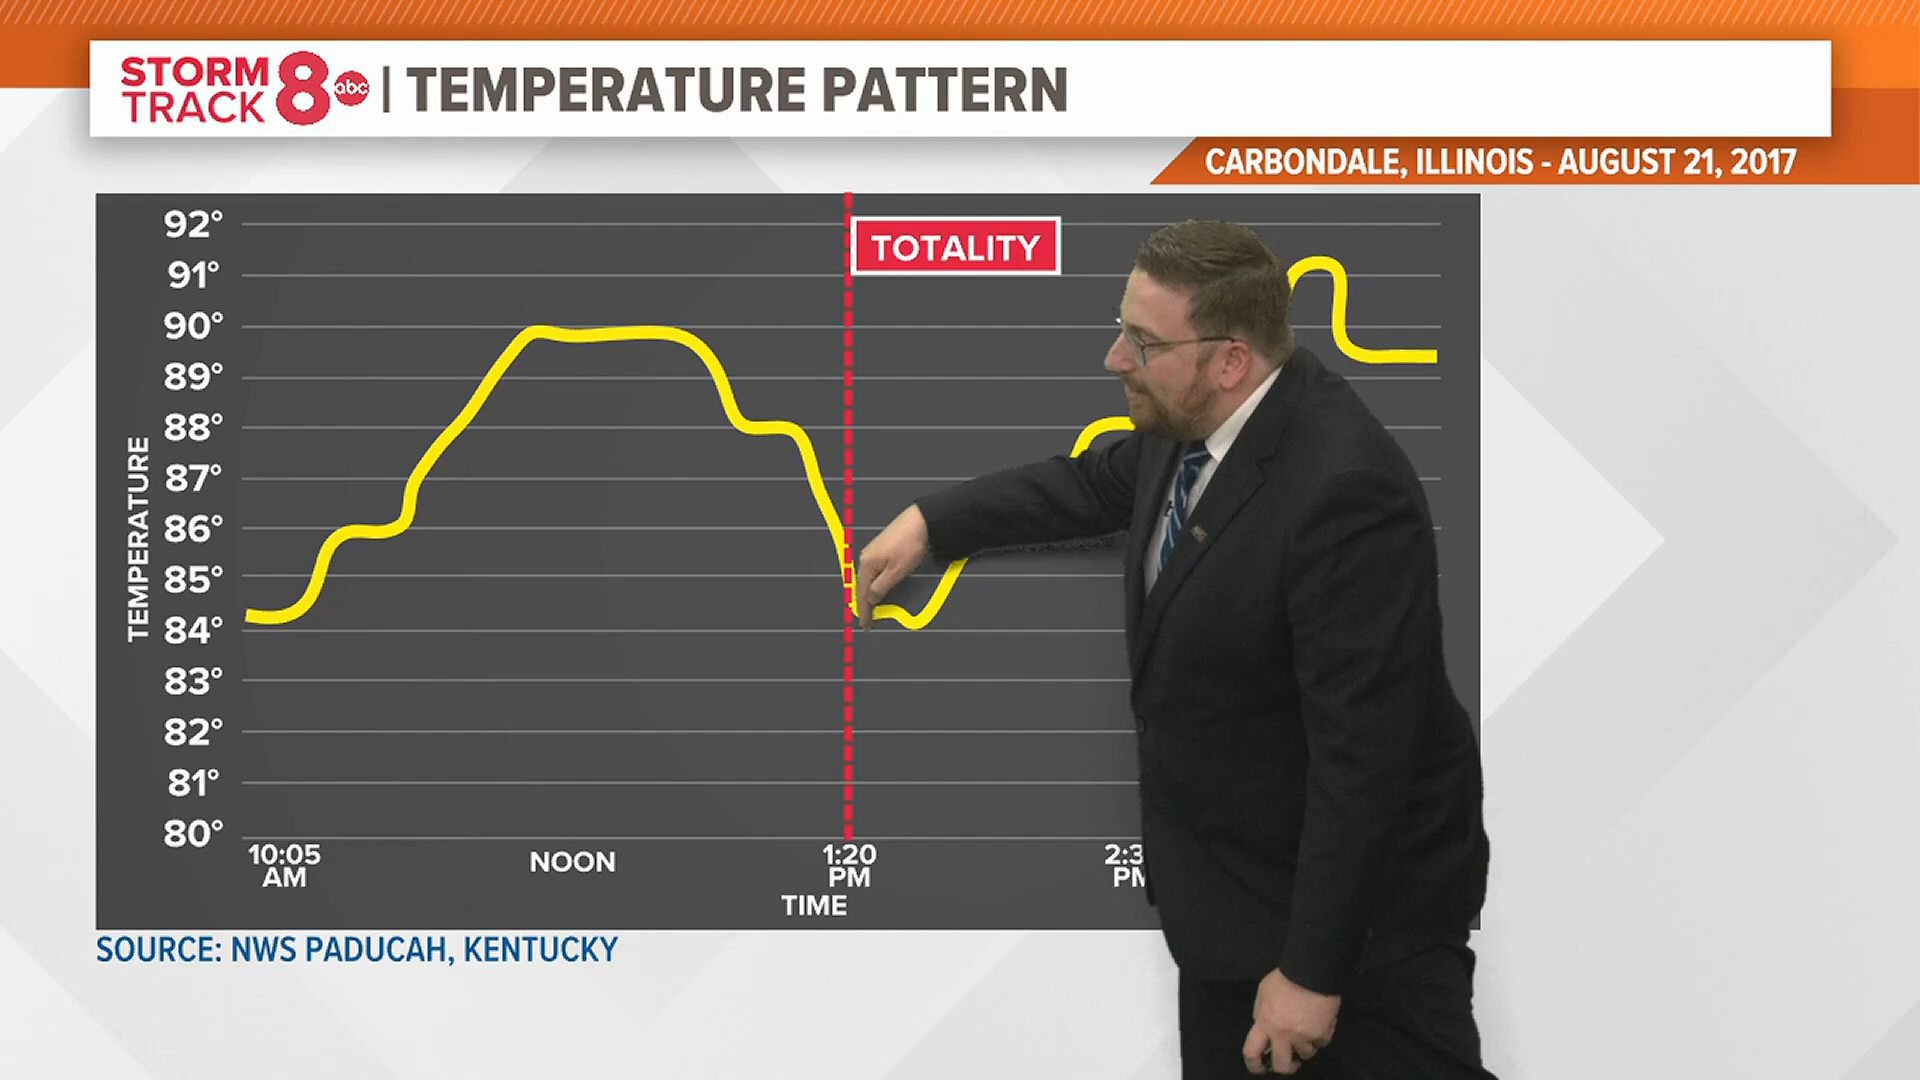 STORM
TRACK 8 abc | TEMPERATURE PATTERN
CARBONDALE, ILLINOIS - AUGUST 21, 2017
TOTALITY
TEMPERATURE
92°
91°
90°
89°
88°
87°
86°
85°
84°
83°
82°
81°
80°
10:05
AM
NOON
1:20
PM
TIME
SOURCE: NWS PADUCAH, KENTUCKY